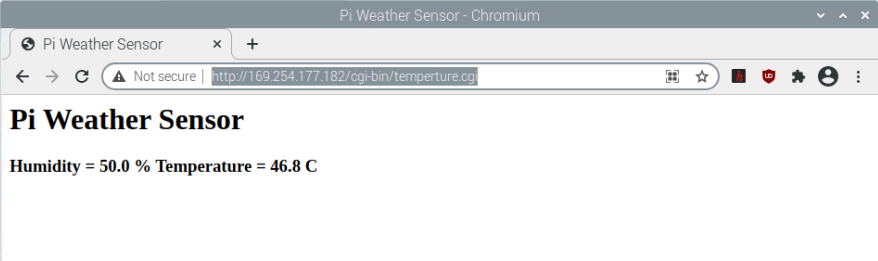 Pi Weather Sensor - Chromium
Pi Weather Sensor
Not secure | http://169.254.177.182/cgi-bin/temperture.cgi
Pi Weather Sensor
Humidity = 50.0 % Temperature = 46.8 C